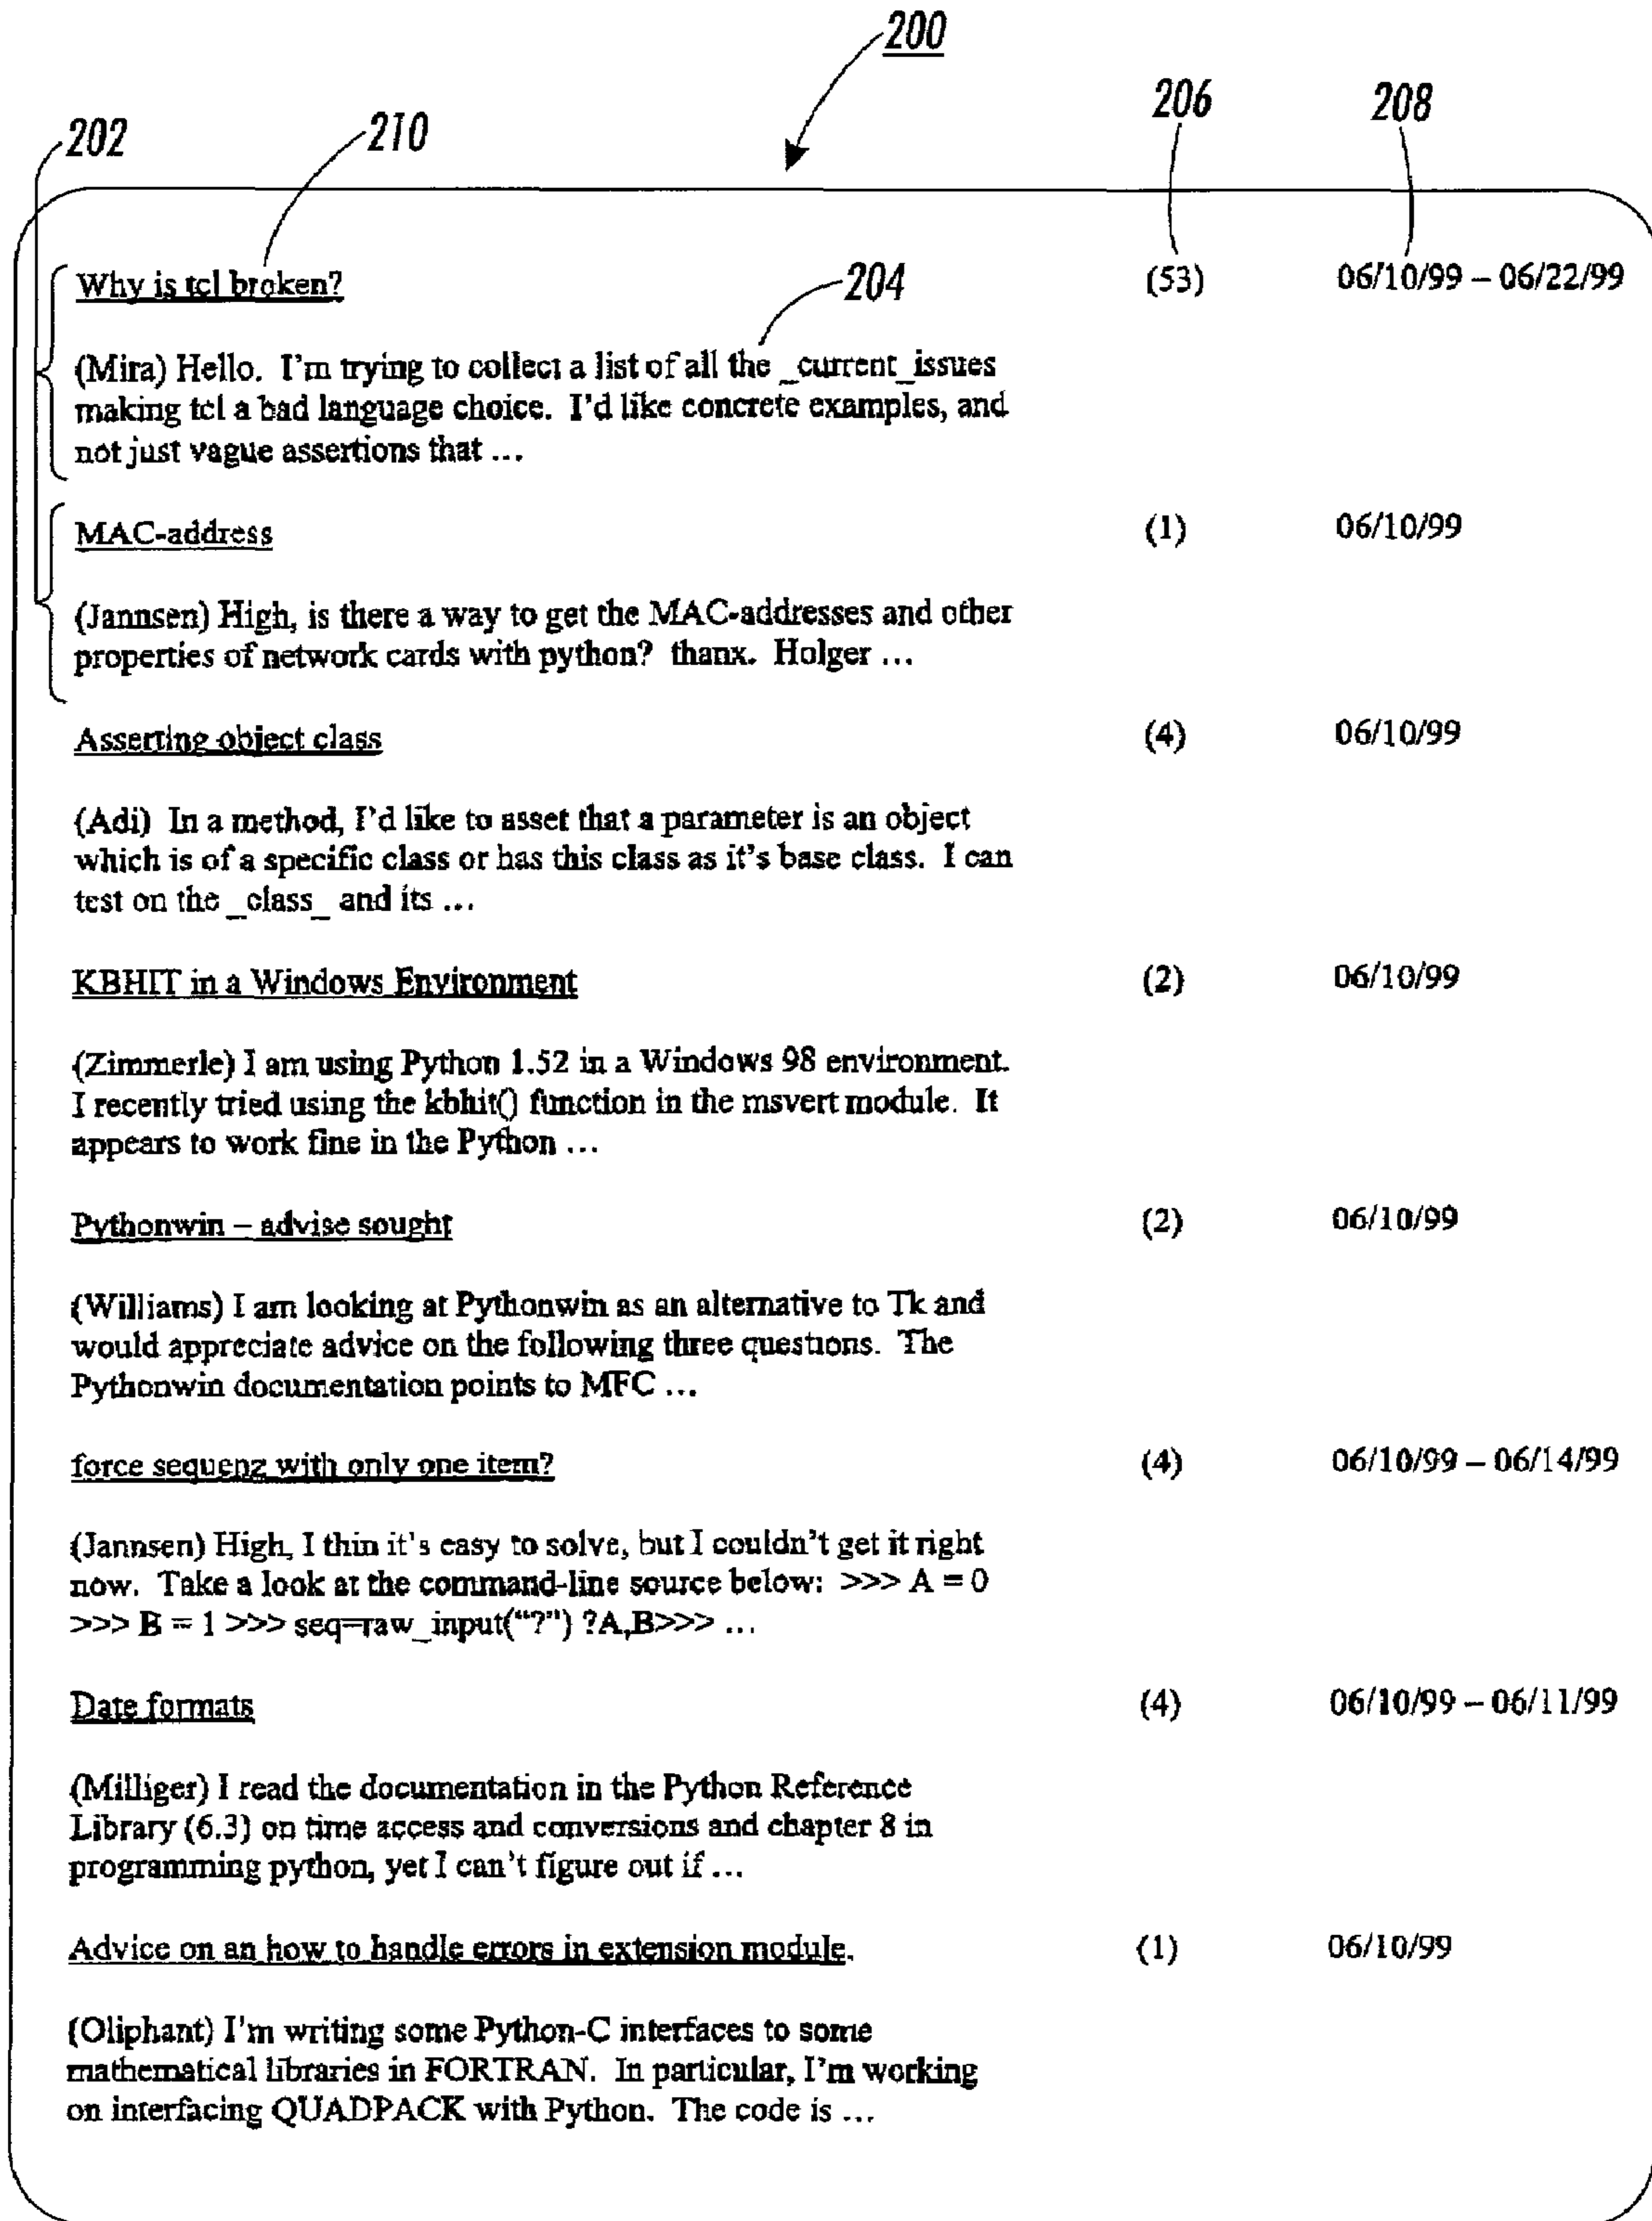 200
206
208
202
210
Why is tcl broken?
(53)
06/10/99 – 06/22/99
204
(Mira) Hello. I'm trying to collect a list of all the _current_issues
making tcl a bad language choice. I'd like concrete examples, and
not just vague assertions that ...
MAC-address
(1)
06/10/99
(Jannsen) High, is there a way to get the MAC-addresses and other
properties of network cards with python? thanx. Holger ...
Asserting object class
(4)
06/10/99
(Adi) In a method, I'd like to asset that a parameter is an object
which is of a specific class or has this class as it's base class. I can
test on the _class_ and its ...
KBHIT in a Windows Environment
(2)
06/10/99
(Zimmerle) I am using Python 1.52 in a Windows 98 environment.
I recently tried using the kbhit() function in the msvert module. It
appears to work fine in the Python ...
Pythonwin – advise sought
(2)
06/10/99
(Williams) I am looking at Pythonwin as an alternative to Tk and
would appreciate advice on the following three questions. The
Pythonwin documentation points to MFC ...
force sequenz with only one item?
(4)
06/10/99 – 06/14/99
(Jannsen) High, I thin it's easy to solve, but I couldn't get it right
now. Take a look at the command-line source below: >>> A = 0
>>> B = 1 >>> seq=raw_input("?") ?A,B>>> ...
Date formats
(4)
06/10/99 – 06/11/99
(Milliger) I read the documentation in the Python Reference
Library (6.3) on time access and conversions and chapter 8 in
programming python, yet I can't figure out if ...
Advice on an how to handle errors in extension module.
(1)
06/10/99
(Oliphant) I'm writing some Python-C interfaces to some
mathematical libraries in FORTRAN. In particular, I'm working
on interfacing QUADPACK with Python. The code is ...